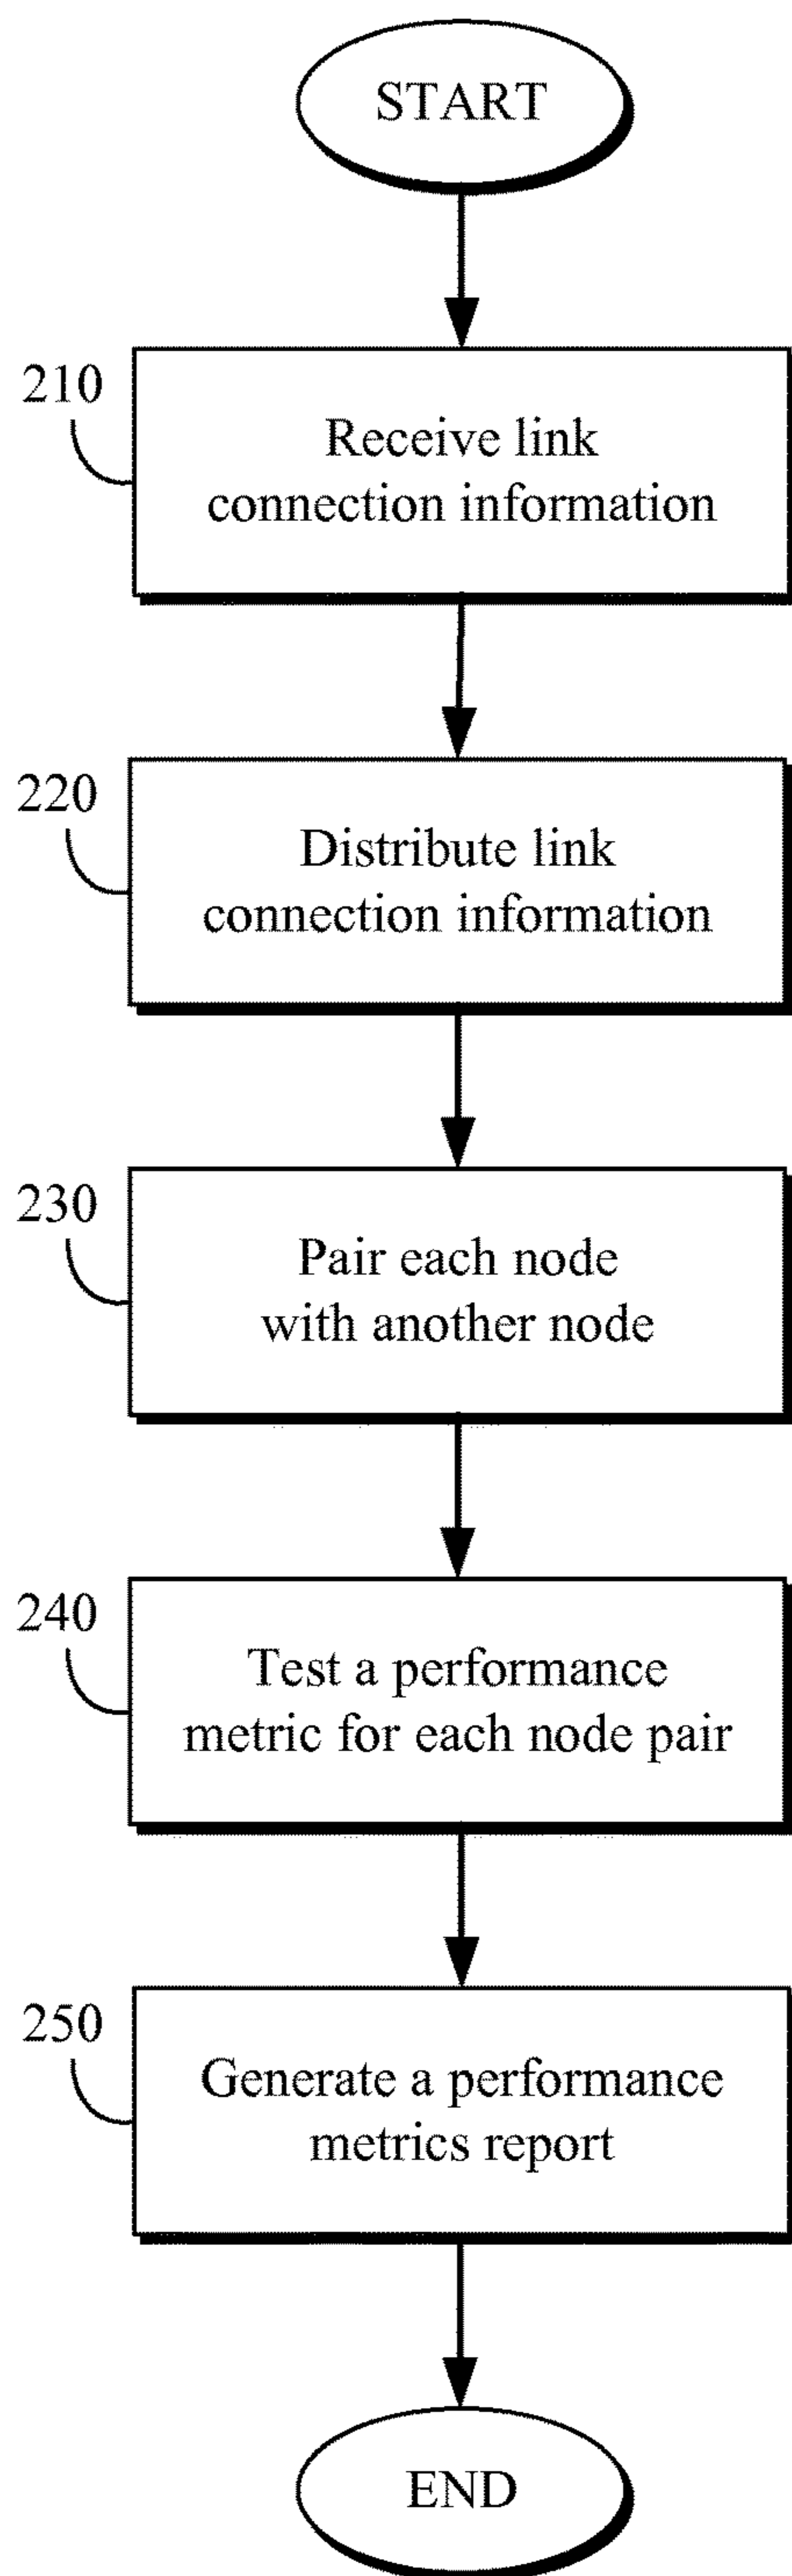 START
210
Receive link
connection information
220
Distribute link
connection information
230
Pair each node
with another node
240
Test a performance
metric for each node pair
250
Generate a performance
metrics report
END